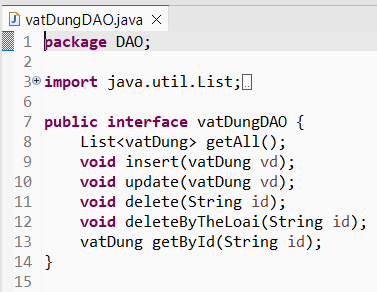 vatDungDAO.java
1 package DAO;
2
3 import java.util.List;
6
7 public interface vatDungDAO {
8 List<vatDung> getAll();
9 void insert(vatDung vd);
10 void update(vatDung vd);
11 void delete(String id);
12 void deleteByTheLoai(String id);
13 vatDung getById(String id);
14 }
15